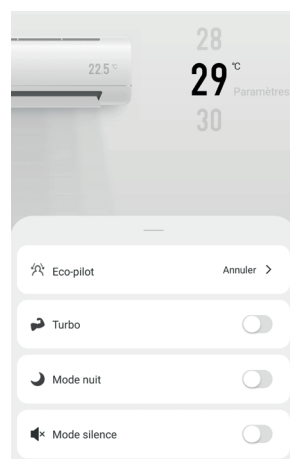 28
22.5 °C
29 °C
Paramètres
30
Eco-pilot Annuler >
Turbo
Mode nuit
Mode silence